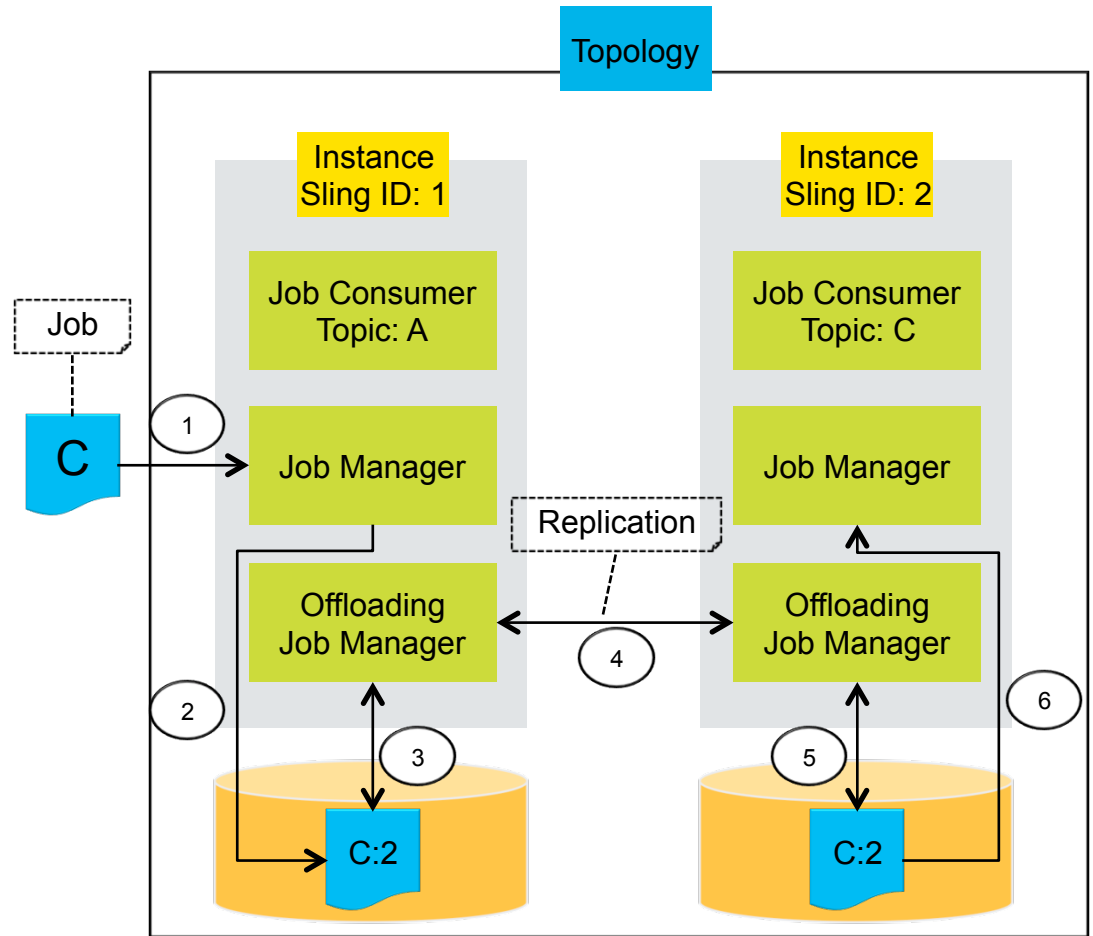 Topology
Instance
Sling ID: 1
Instance
Sling ID: 2
Job Consumer
Topic: A
Job Consumer
Topic: C
Job
C
1
Job Manager
Job Manager
Replication
Offloading
Job Manager
Offloading
Job Manager
4
2
3
5
6
C:2
C:2